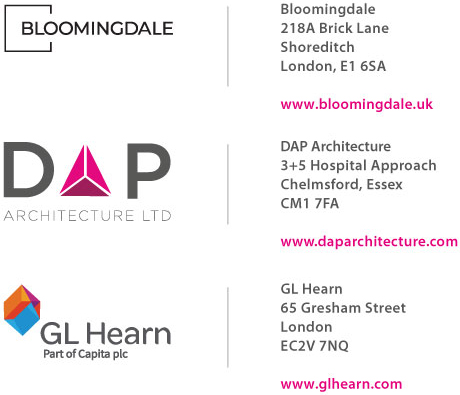 BLOOMINGDALE
Bloomingdale
218A Brick Lane
Shoreditch
London, E1 6SA
www.bloomingdale.uk
DAP
ARCHITECTURE LTD
DAP Architecture
3+5 Hospital Approach
Chelmsford, Essex
CM1 7FA
www.daparchitecture.com
GL Hearn
Part of Capita plc
GL Hearn
65 Gresham Street
London
EC2V 7NQ
www.glhearn.com